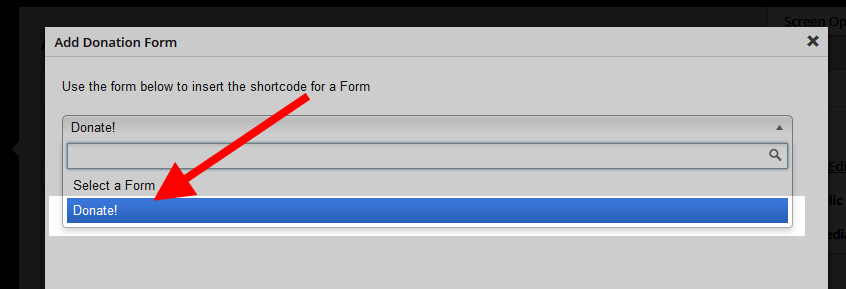 Screen Op
Add Donation Form
Use the form below to insert the shortcode for a Form
Donate!
Select a Form
Donate!
Edi
lic
edia